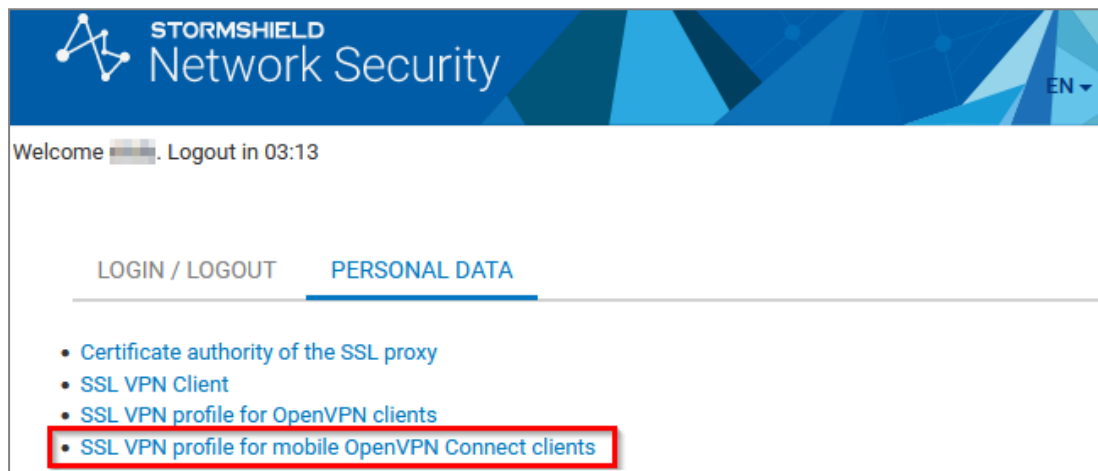 STORMSHIELD
Network Security
EN
Welcome . Logout in 03:13
LOGIN / LOGOUT PERSONAL DATA
• Certificate authority of the SSL proxy
• SSL VPN Client
• SSL VPN profile for OpenVPN clients
• SSL VPN profile for mobile OpenVPN Connect clients